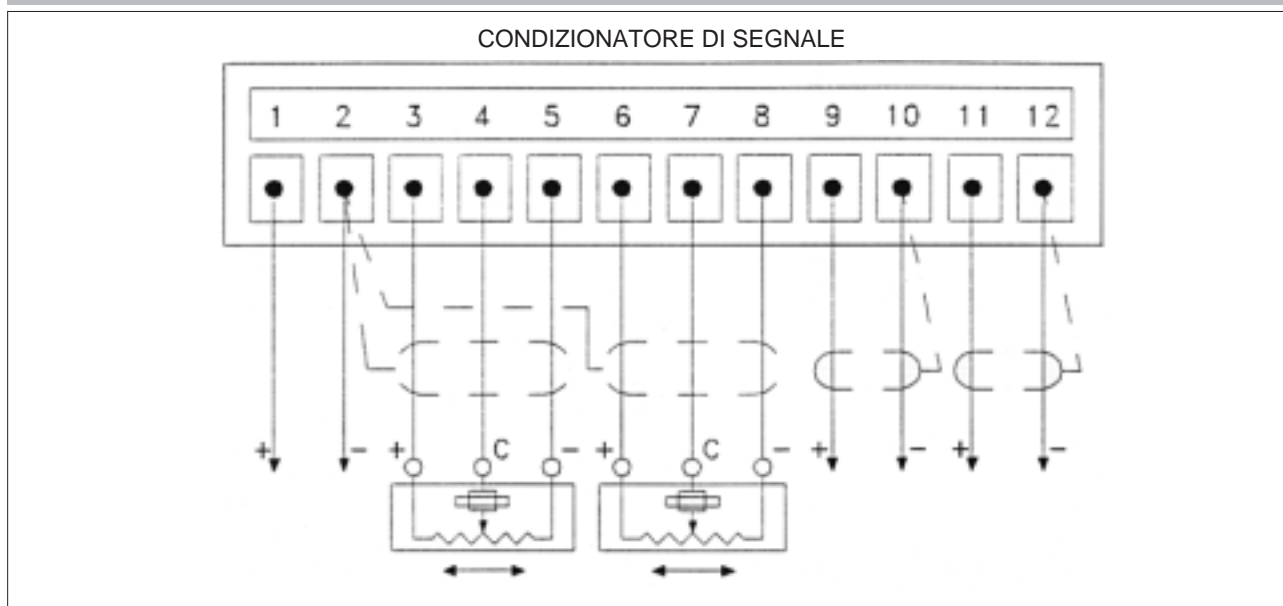 CONDIZIONATORE DI SEGNALE
1 2 3 4 5 6 7 8 9 10 11 12
+ - + C - + C - + - + -